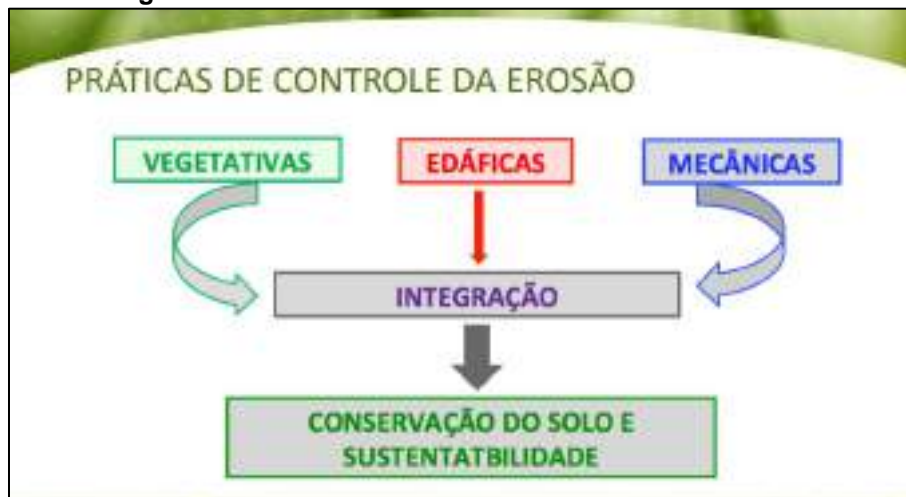 PRÁTICAS DE CONTROLE DA EROSÃO
VEGETATIVAS
EDÁFICAS
MECÂNICAS
INTEGRAÇÃO
CONSERVAÇÃO DO SOLO E
SUSTENTATBILIDADE